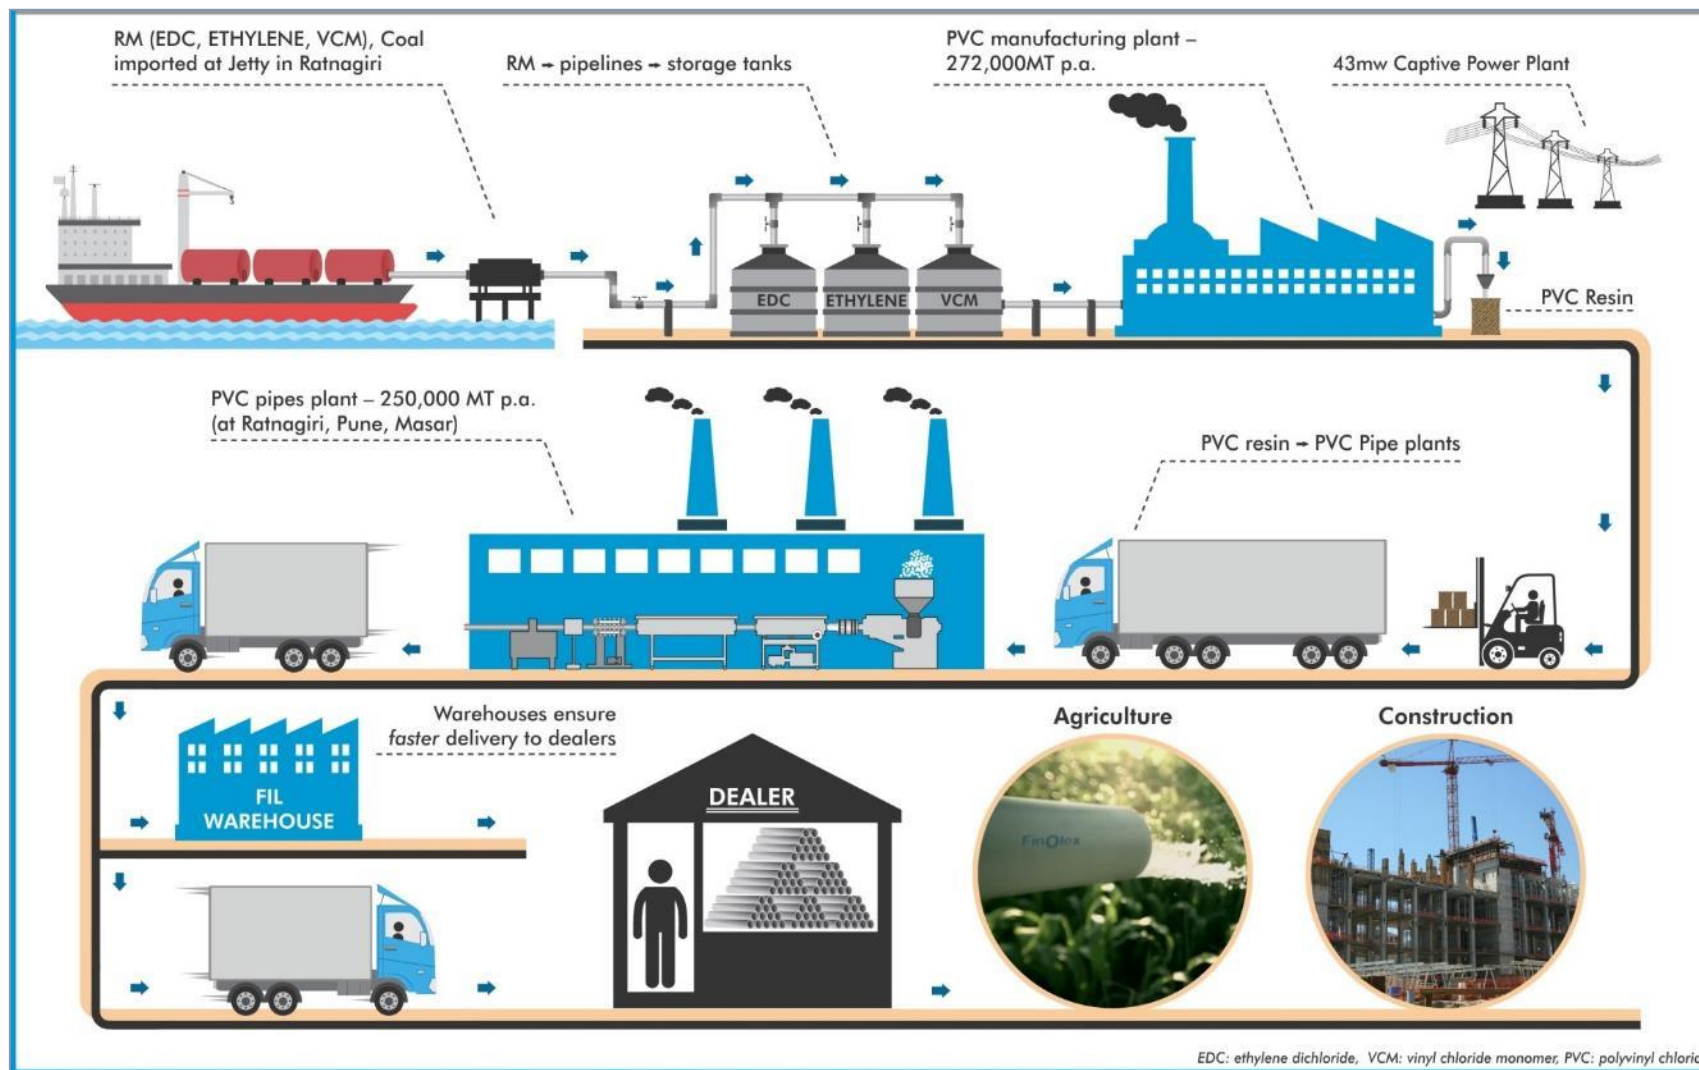 RM (EDC, ETHYLENE, VCM), Coal
imported at Jetty in Ratnagiri
RM → pipelines → storage tanks
PVC manufacturing plant –
272,000MT p.a.
43mw Captive Power Plant
EDC
ETHYLENE
VCM
PVC Resin
PVC pipes plant – 250,000 MT p.a.
(at Ratnagiri, Pune, Masar)
PVC resin → PVC Pipe plants
Warehouses ensure
faster delivery to dealers
FIL
WAREHOUSE
DEALER
Agriculture
FinOlex
Construction
EDC: ethylene dichloride, VCM: vinyl chloride monomer, PVC: polyvinyl chlorid